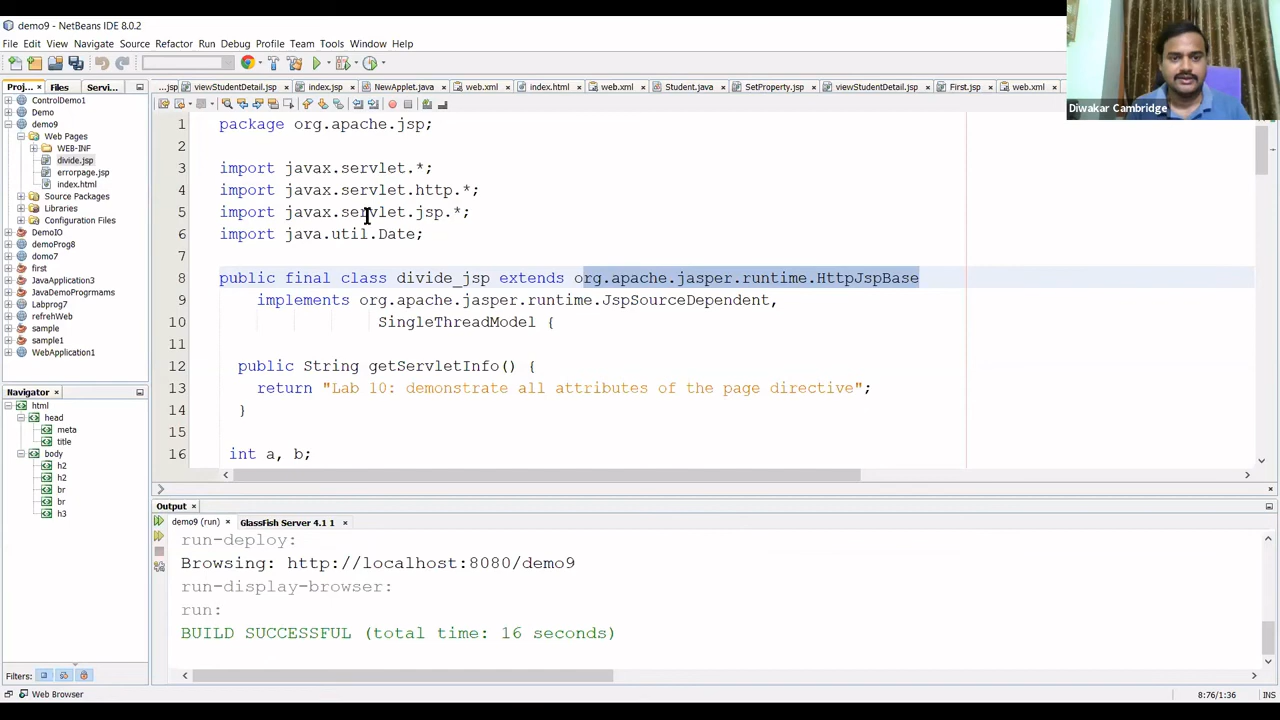 demo9 - NetBeans IDE 8.0.2
File Edit View Navigate Source Refactor Run Debug Profile Team Tools Window Help
Diwakar Cambridge
Proj... × Files Servi...
...jsp viewStudentDetail.jsp index.jsp NewApplet.java web.xml index.html web.xml Student.java SetProperty.jsp viewStudentDetail.jsp First.jsp web.xml
ControlDemo1
Demo
demo9
Web Pages
WEB-INF
divide.jsp
errorpage.jsp
index.html
Source Packages
Libraries
Configuration Files
DemoIO
demoProg8
domo7
first
JavaApplication3
JavaDemoProgrmams
Labprog7
refrehWeb
sample
sample1
WebApplication1
1 package org.apache.jsp;
2
3 import javax.servlet.*;
4 import javax.servlet.http.*;
5 import javax.servlet.jsp.*;
6 import java.util.Date;
7
8 public final class divide_jsp extends org.apache.jasper.runtime.HttpJspBase
9 implements org.apache.jasper.runtime.JspSourceDependent,
10 SingleThreadModel {
11
12 public String getServletInfo() {
13 return "Lab 10: demonstrate all attributes of the page directive";
14 }
15
16 int a, b;
Navigator ×
html
head
meta
title
body
h2
h2
br
br
h3
Filters:
Output ×
demo9 (run) × GlassFish Server 4.1 1 ×
run-deploy:
Browsing: http://localhost:8080/demo9
run-display-browser:
run:
BUILD SUCCESSFUL (total time: 16 seconds)
Web Browser
8:76/1:36 INS